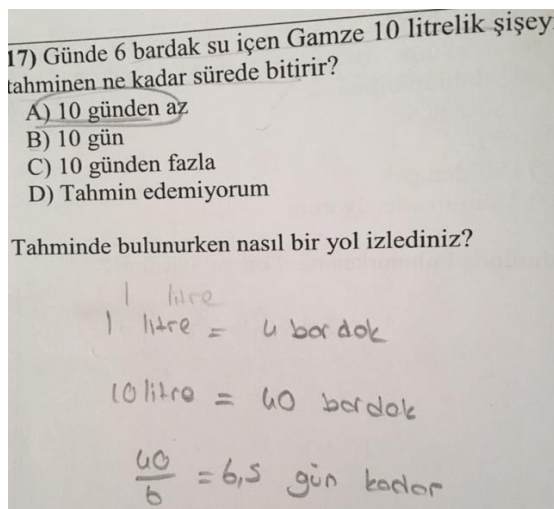 17) Günde 6 bardak su içen Gamze 10 litrelik şişey
tahminen ne kadar sürede bitirir?
A) 10 günden az
B) 10 gün
C) 10 günden fazla
D) Tahmin edemiyorum
Tahminde bulunurken nasıl bir yol izlediniz?
1 litre
1 litre = 4 bardak
10 litre = 40 bardak
40/6 = 6,5 gün kadar